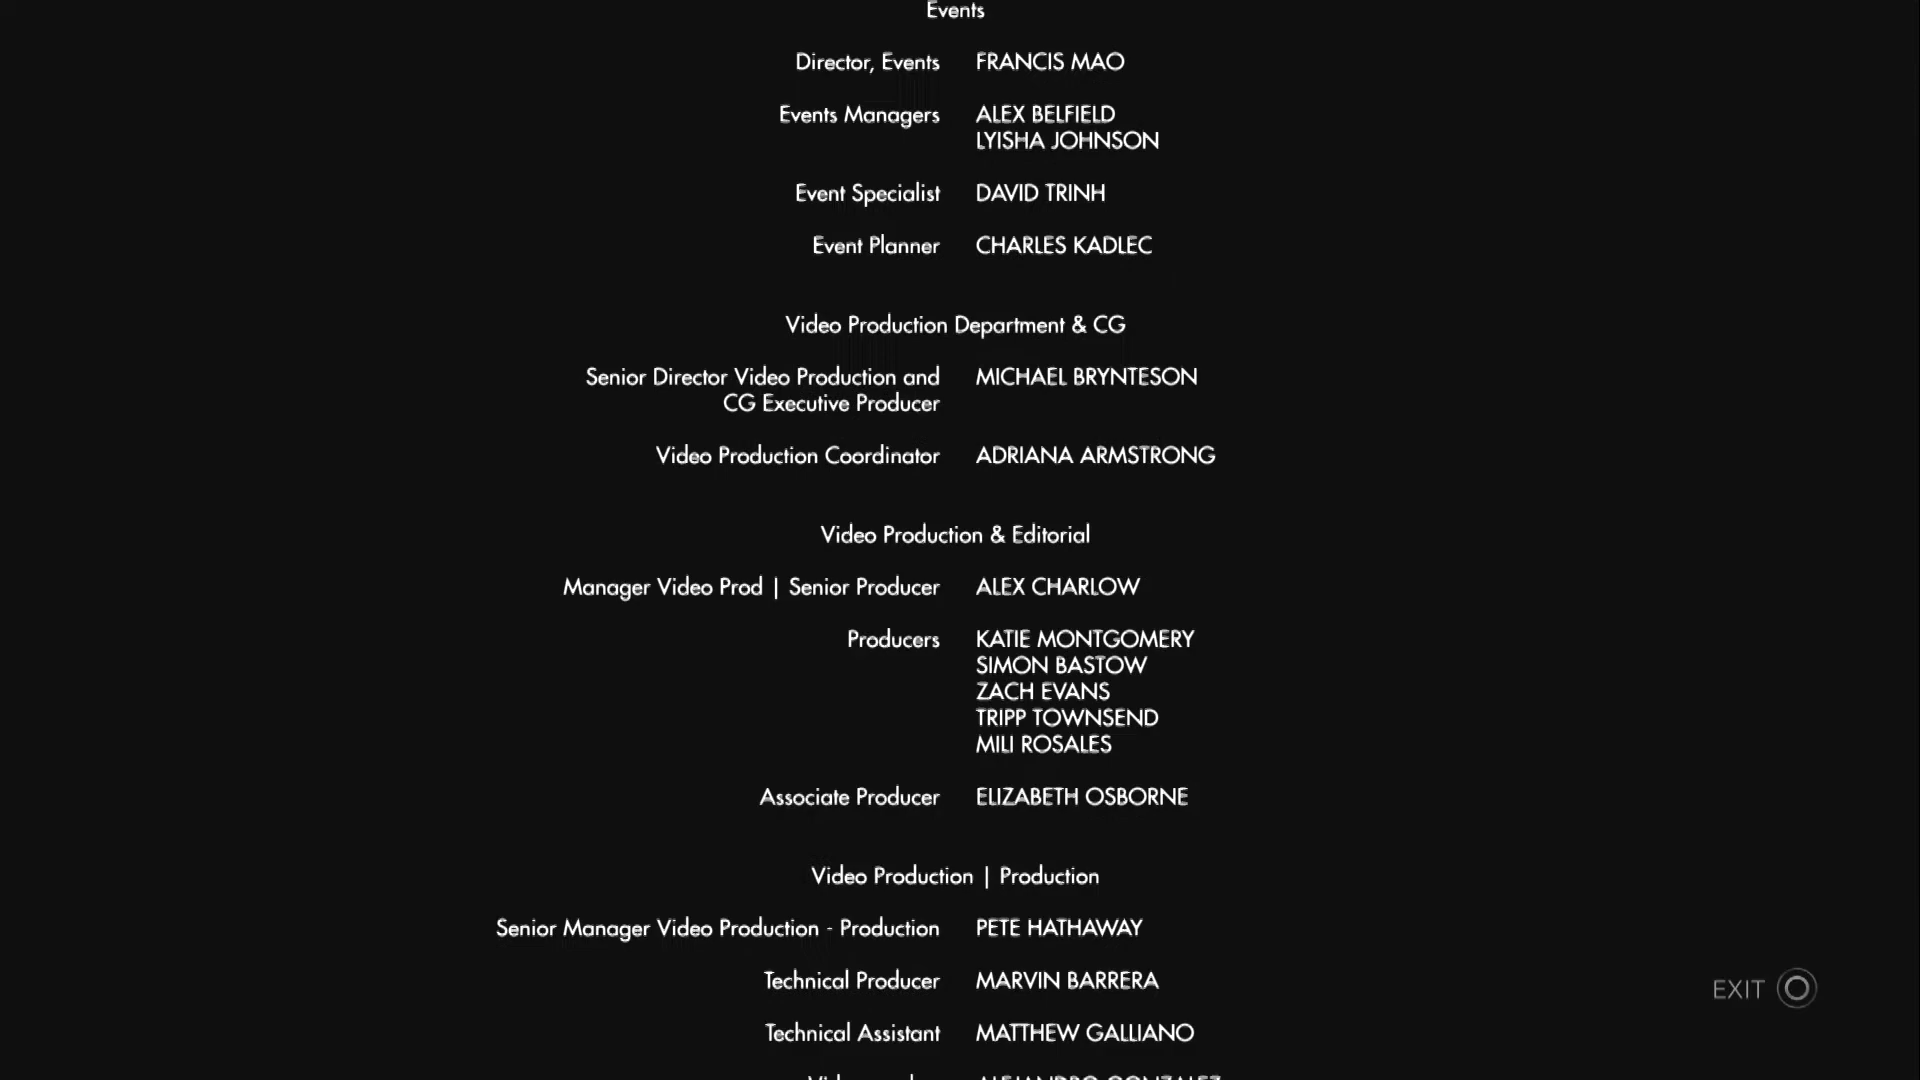 Events
Director, Events FRANCIS MAO
Events Managers ALEX BELFIELD
LYISHA JOHNSON
Event Specialist DAVID TRINH
Event Planner CHARLES KADLEC
Video Production Department & CG
Senior Director Video Production and MICHAEL BRYNTESON
CG Executive Producer
Video Production Coordinator ADRIANA ARMSTRONG
Video Production & Editorial
Manager Video Prod | Senior Producer ALEX CHARLOW
Producers KATIE MONTGOMERY
SIMON BASTOW
ZACH EVANS
TRIPP TOWNSEND
MILI ROSALES
Associate Producer ELIZABETH OSBORNE
Video Production | Production
Senior Manager Video Production - Production PETE HATHAWAY
Technical Producer MARVIN BARRERA
EXIT
Technical Assistant MATTHEW GALLIANO
ALEJANDRO GONZALEZ